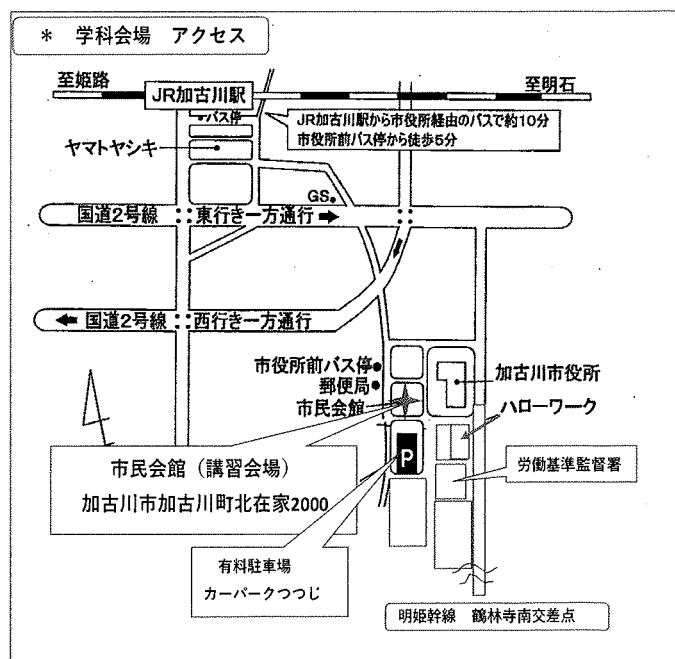 * 学科会場 アクセス
至姫路
JR加古川駅
至明石
・バス停
JR加古川駅から市役所経由のバスで約10分
市役所前バス停から徒歩5分
ヤマトヤシキ
GS
国道2号線
東行き一方通行
国道2号線
西行き一方通行
市役所前バス停
郵便局
市民会館
加古川市役所
ハローワーク
労働基準監督署
市民会館（講習会場）
加古川市加古川町北在家2000
P
有料駐車場
カーパークつつじ
明姫幹線 鶴林寺南交差点